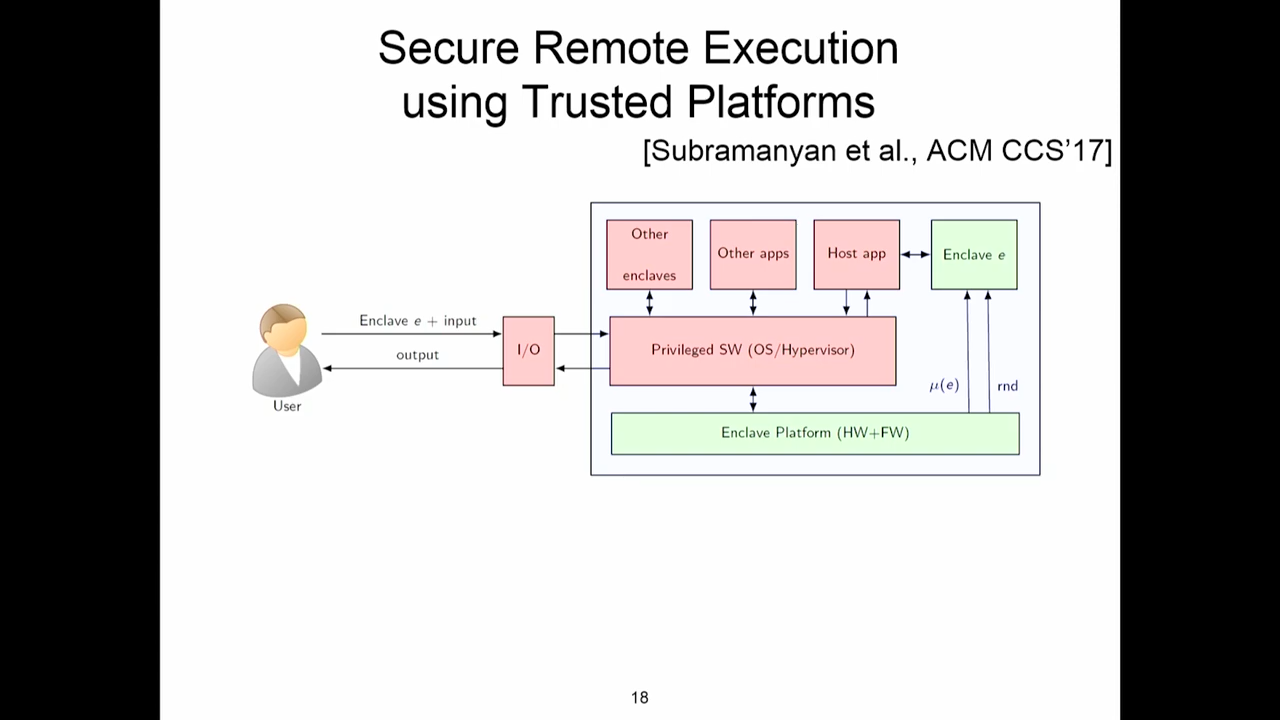 Secure Remote Execution
using Trusted Platforms
[Subramanyan et al., ACM CCS’17]
Other
enclaves
Other apps
Host app
Enclave e
Enclave e + input
I/O
output
User
Privileged SW (OS/Hypervisor)
μ(e)
rnd
Enclave Platform (HW+FW)
18